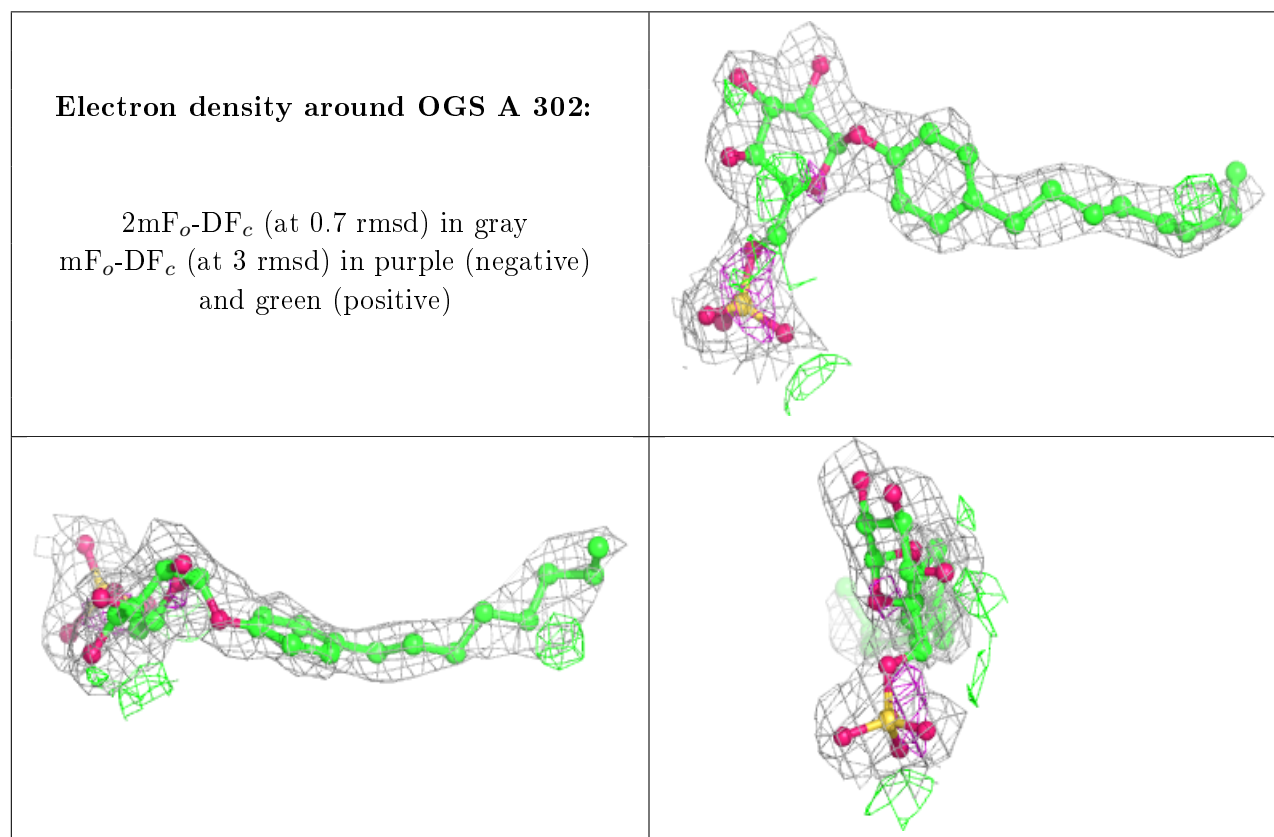 Electron density around OGS A 302:
2mFₒ-DF𝒸 (at 0.7 rmsd) in gray
mFₒ-DF𝒸 (at 3 rmsd) in purple (negative)
and green (positive)